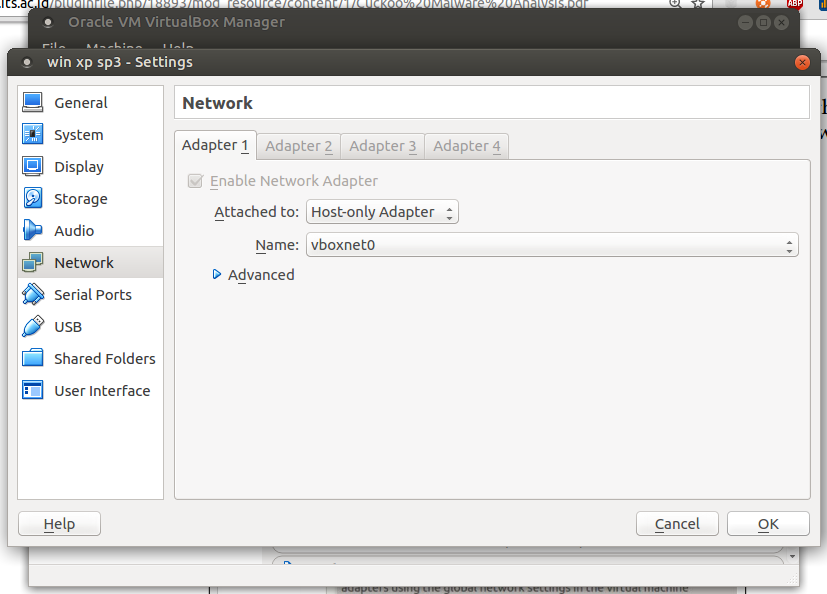 .its.ac.id/pluginfile.php/18893/mod_resource/content/1/Cuckoo%20Malware%20Analysis.pdf
ABP
Oracle VM VirtualBox Manager
File Machine Help
win xp sp3 - Settings
General
System
Display
Storage
Audio
Network
Serial Ports
USB
Shared Folders
User Interface
Network
Adapter 1 Adapter 2 Adapter 3 Adapter 4
Enable Network Adapter
Attached to: Host-only Adapter
Name: vboxnet0
Advanced
Help
Cancel OK
adapters using the global network settings in the virtual machine